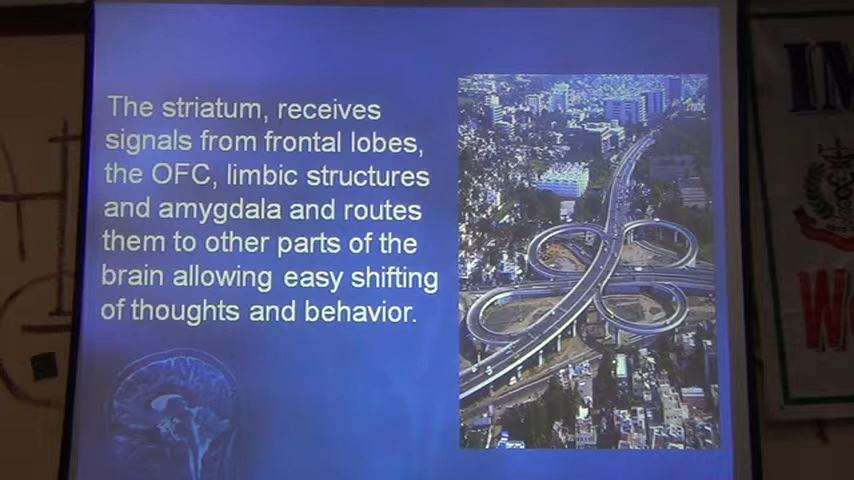 The striatum, receives
signals from frontal lobes,
the OFC, limbic structures
and amygdala and routes
them to other parts of the
brain allowing easy shifting
of thoughts and behavior.
IM
W